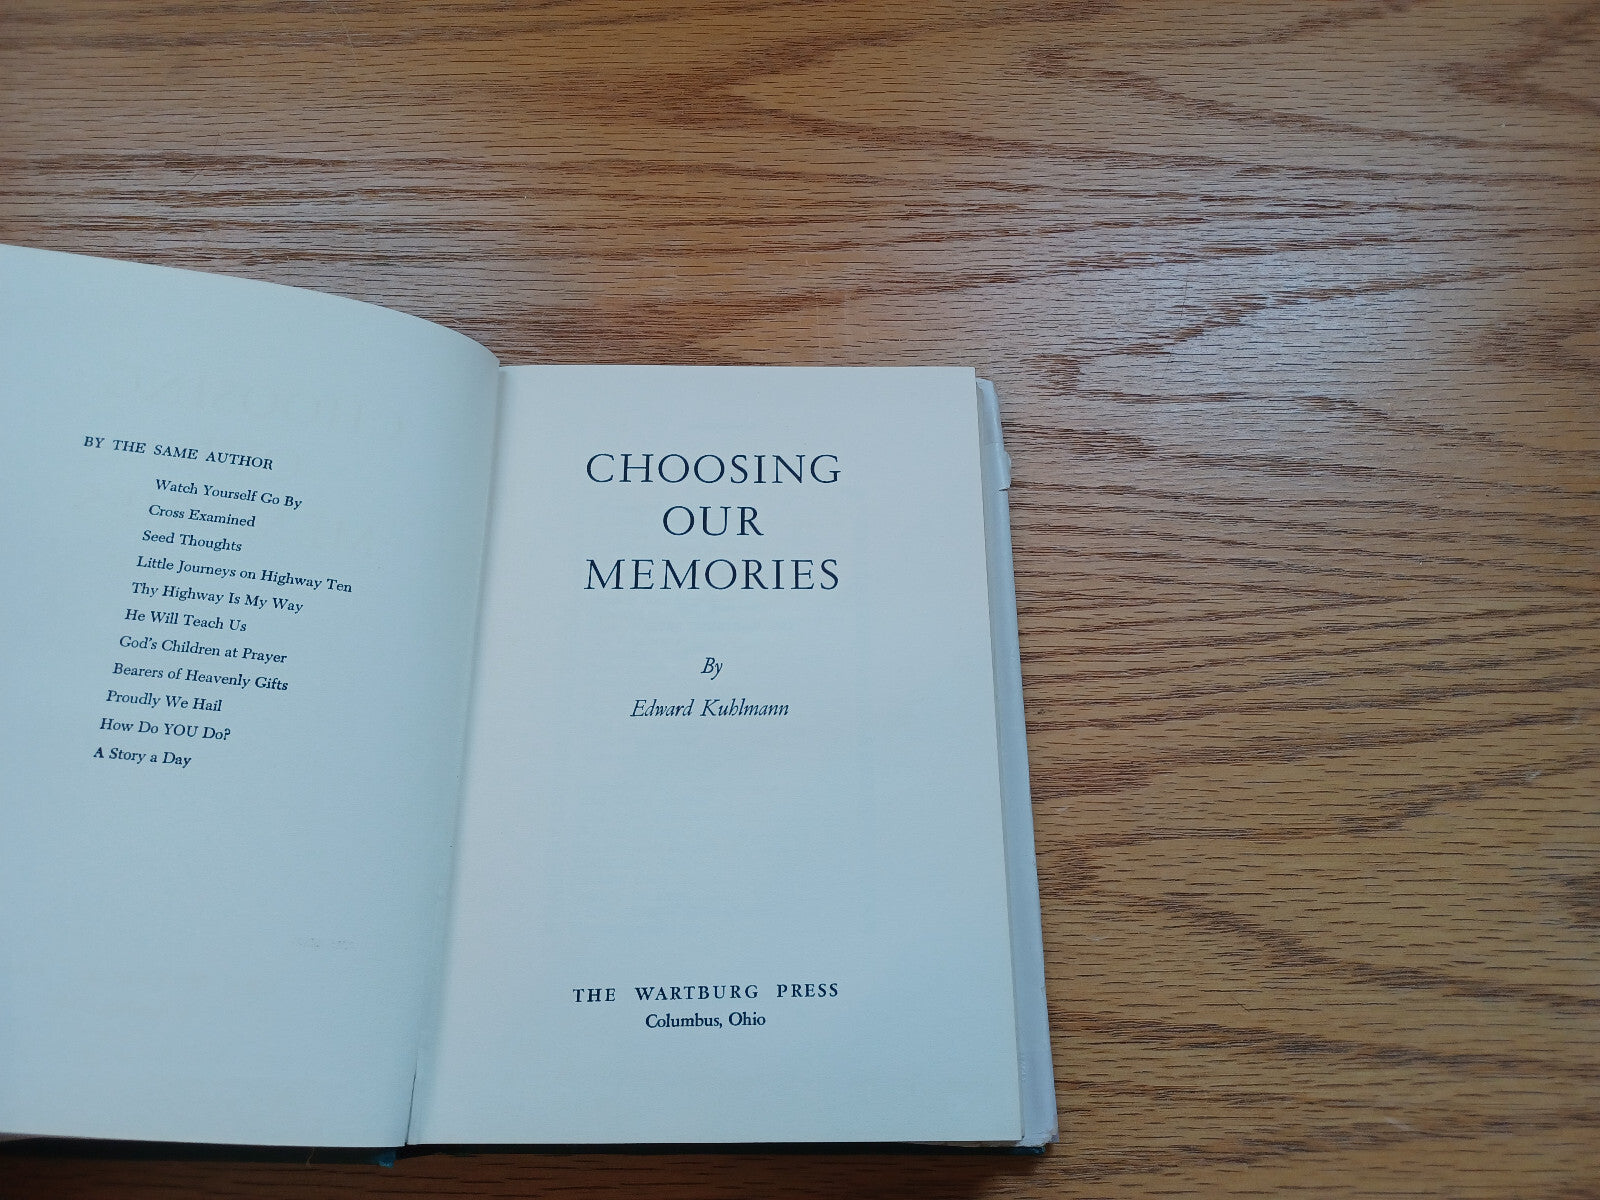 BY THE SAME AUTHOR
Watch Yourself Go By
Cross Examined
Seed Thoughts
Little Journeys on Highway Ten
Thy Highway Is My Way
He Will Teach Us
God's Children at Prayer
Bearers of Heavenly Gifts
Proudly We Hail
How Do YOU Do?
A Story a Day
CHOOSING
OUR
MEMORIES
By
Edward Kuhlmann
THE WARTBURG PRESS
Columbus, Ohio